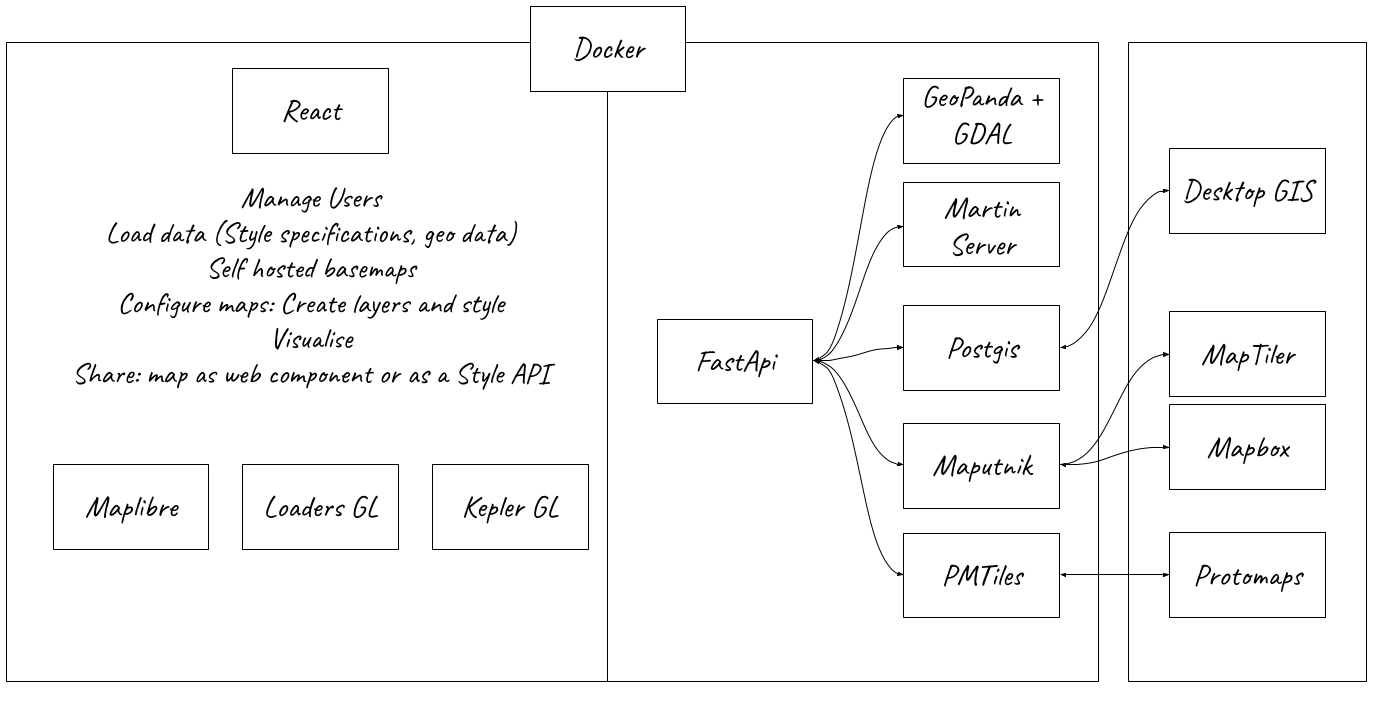 Docker
React
Manage Users
Load data (Style specifications, geo data)
Self hosted basemaps
Configure maps: Create layers and style
Visualise
Share: map as web component or as a Style API
Maplibre
Loaders GL
Kepler GL
FastApi
GeoPanda +
GDAL
Martin
Server
Postgis
Maputnik
PMTiles
Desktop GIS
MapTiler
Mapbox
Protomaps